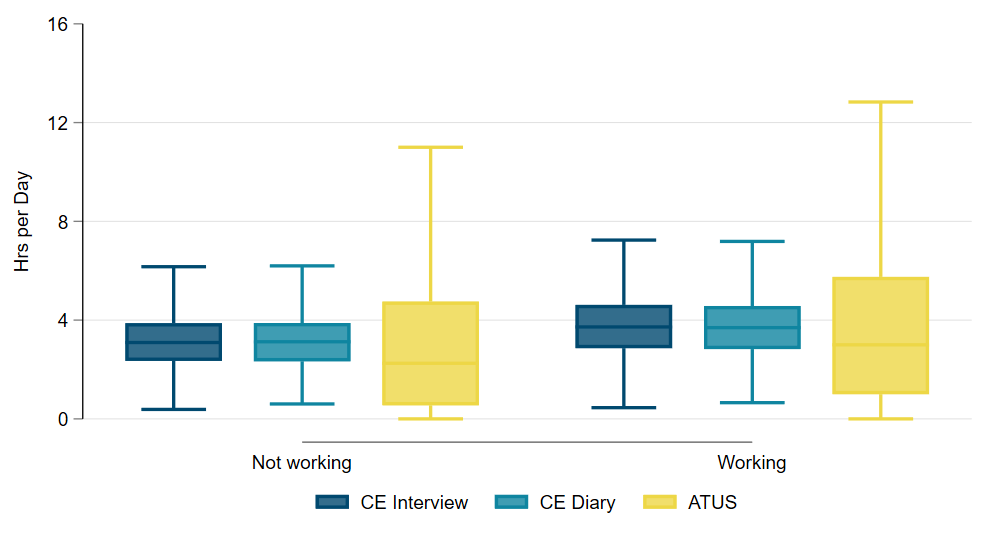 16
12
8
4
0
Hrs per Day
Not working
Working
CE Interview
CE Diary
ATUS